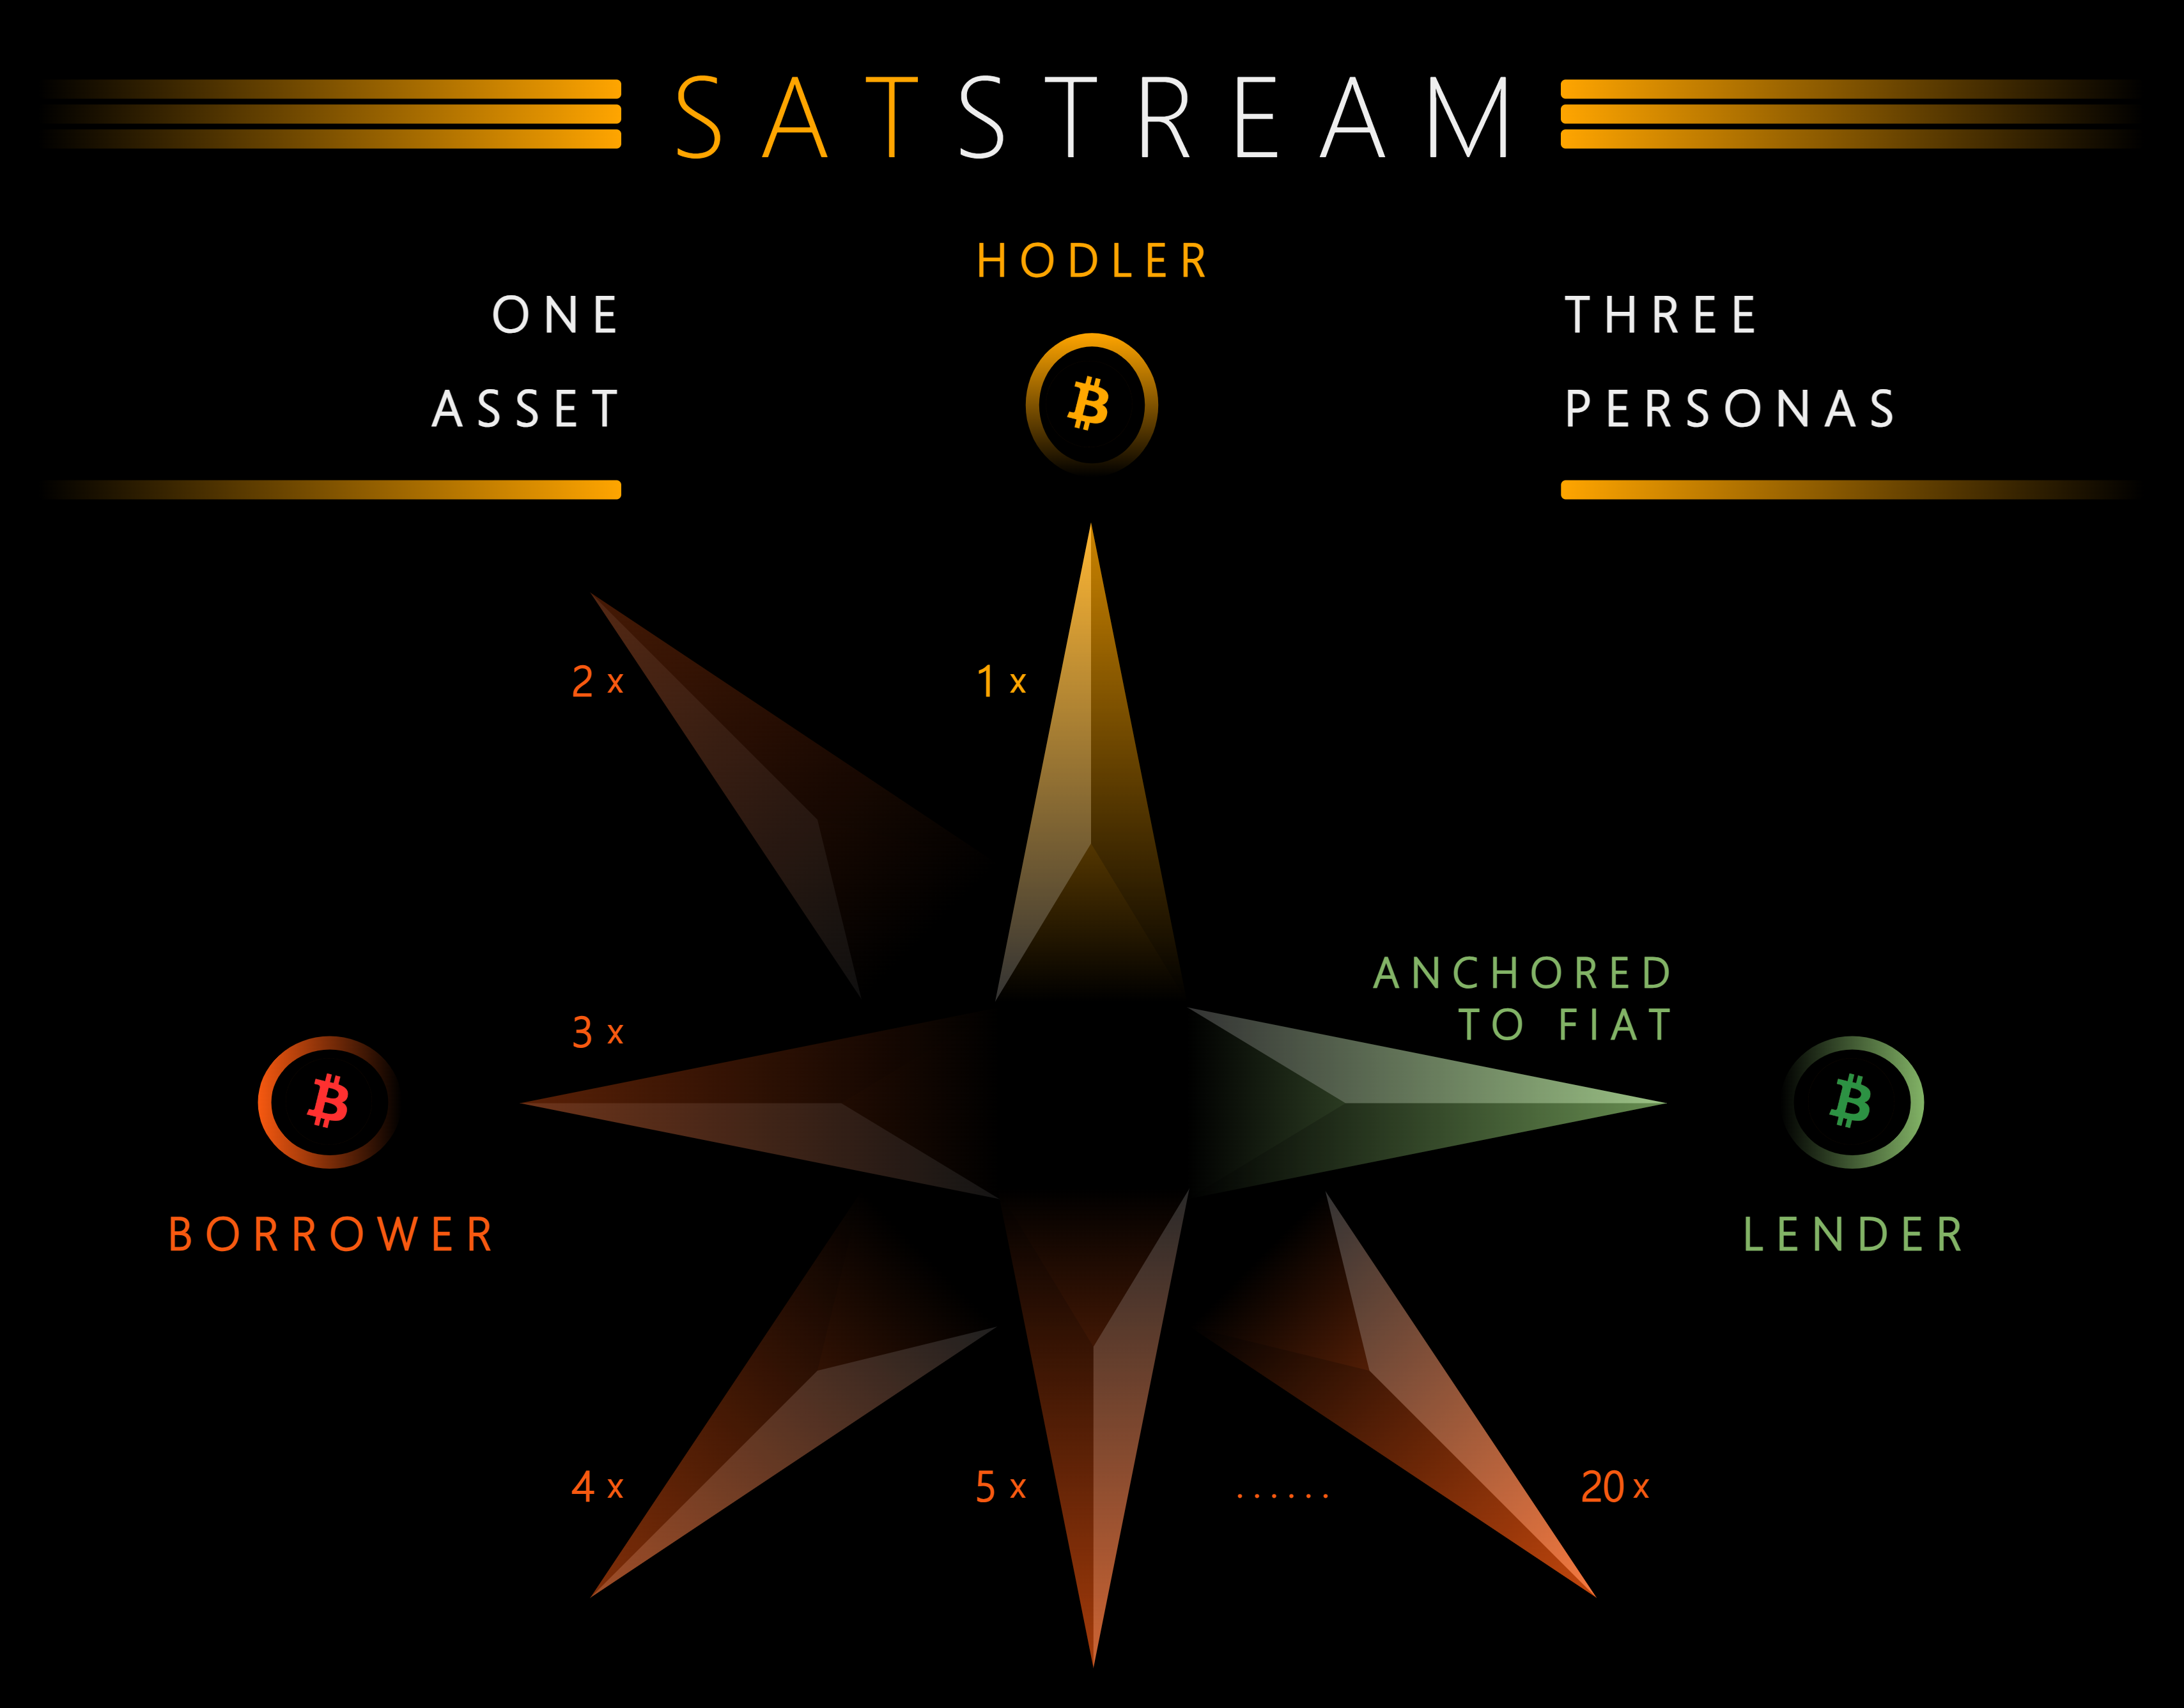 SATSTREAM
HODLER
ONE
ASSET
THREE
PERSONAS
2 x
1 x
ANCHORED
TO FIAT
3 x
BORROWER
LENDER
4 x
5 x
......
20 x